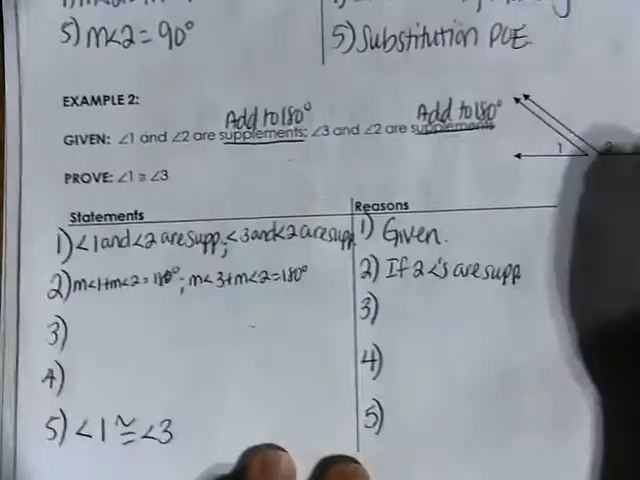 5) m<2 = 90°
5) Substitution POE
EXAMPLE 2:
Add to 180°
Add to 180°
GIVEN: ∠1 and ∠2 are supplements; ∠3 and ∠2 are supplements
1
2
PROVE: ∠1 ≅ ∠3
Statements
Reasons
1) <1 and <2 are supp; <3 and <2 are supp
1) Given.
2) m<1+m<2 = 180°; m<3+m<2 = 180°
2) If 2 <'s are supp
3)
3)
4)
4)
5) <1 ≅ <3
5)